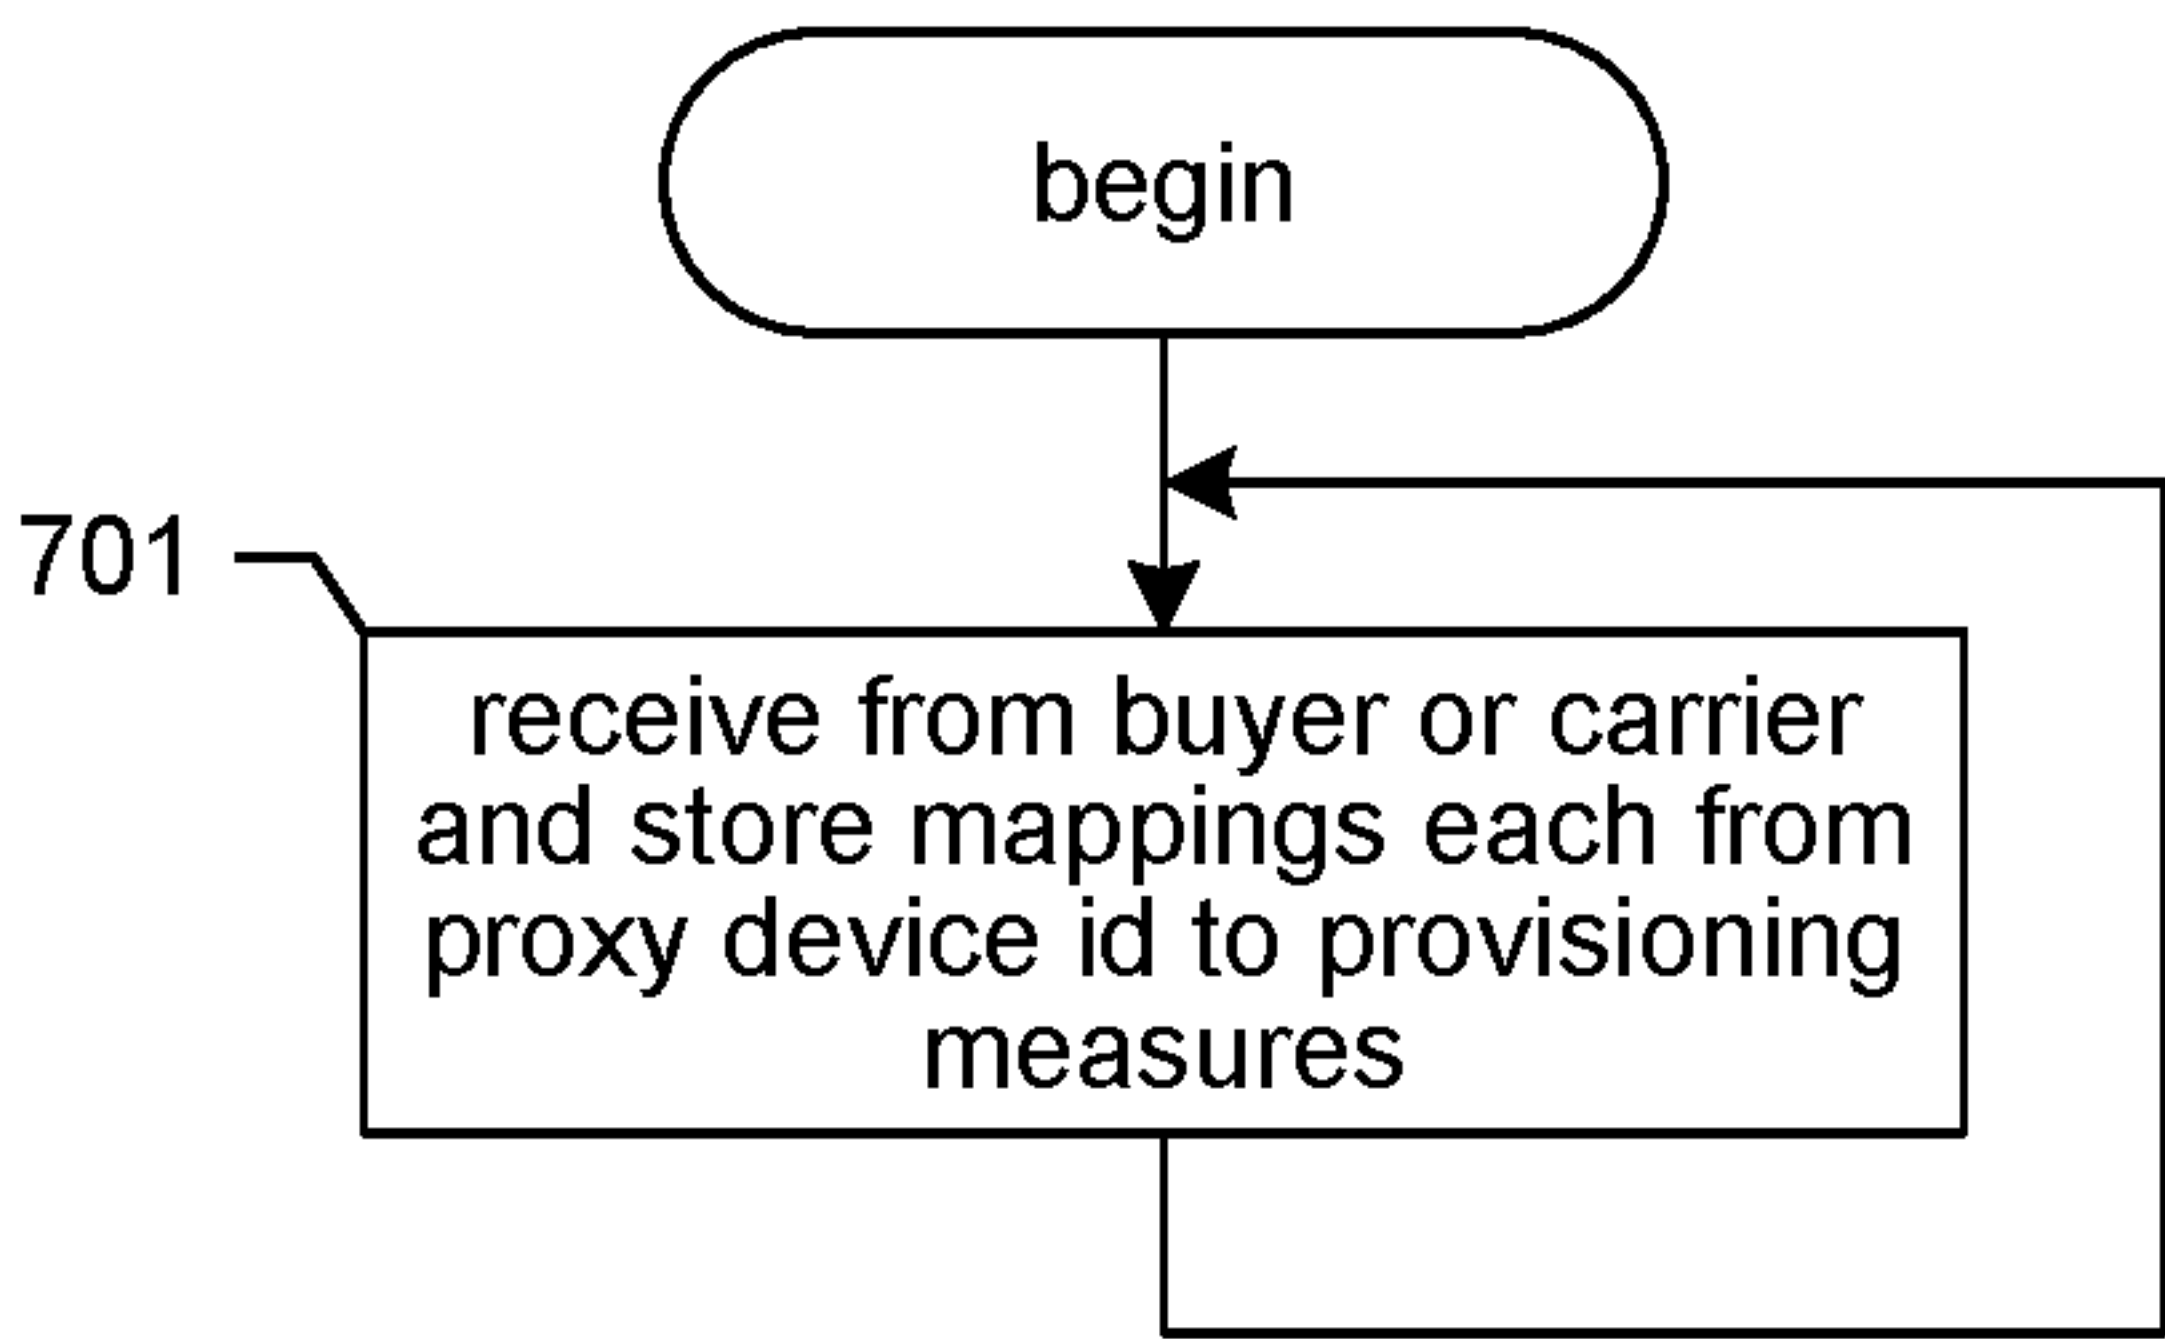 begin
701
receive from buyer or carrier
and store mappings each from
proxy device id to provisioning
measures